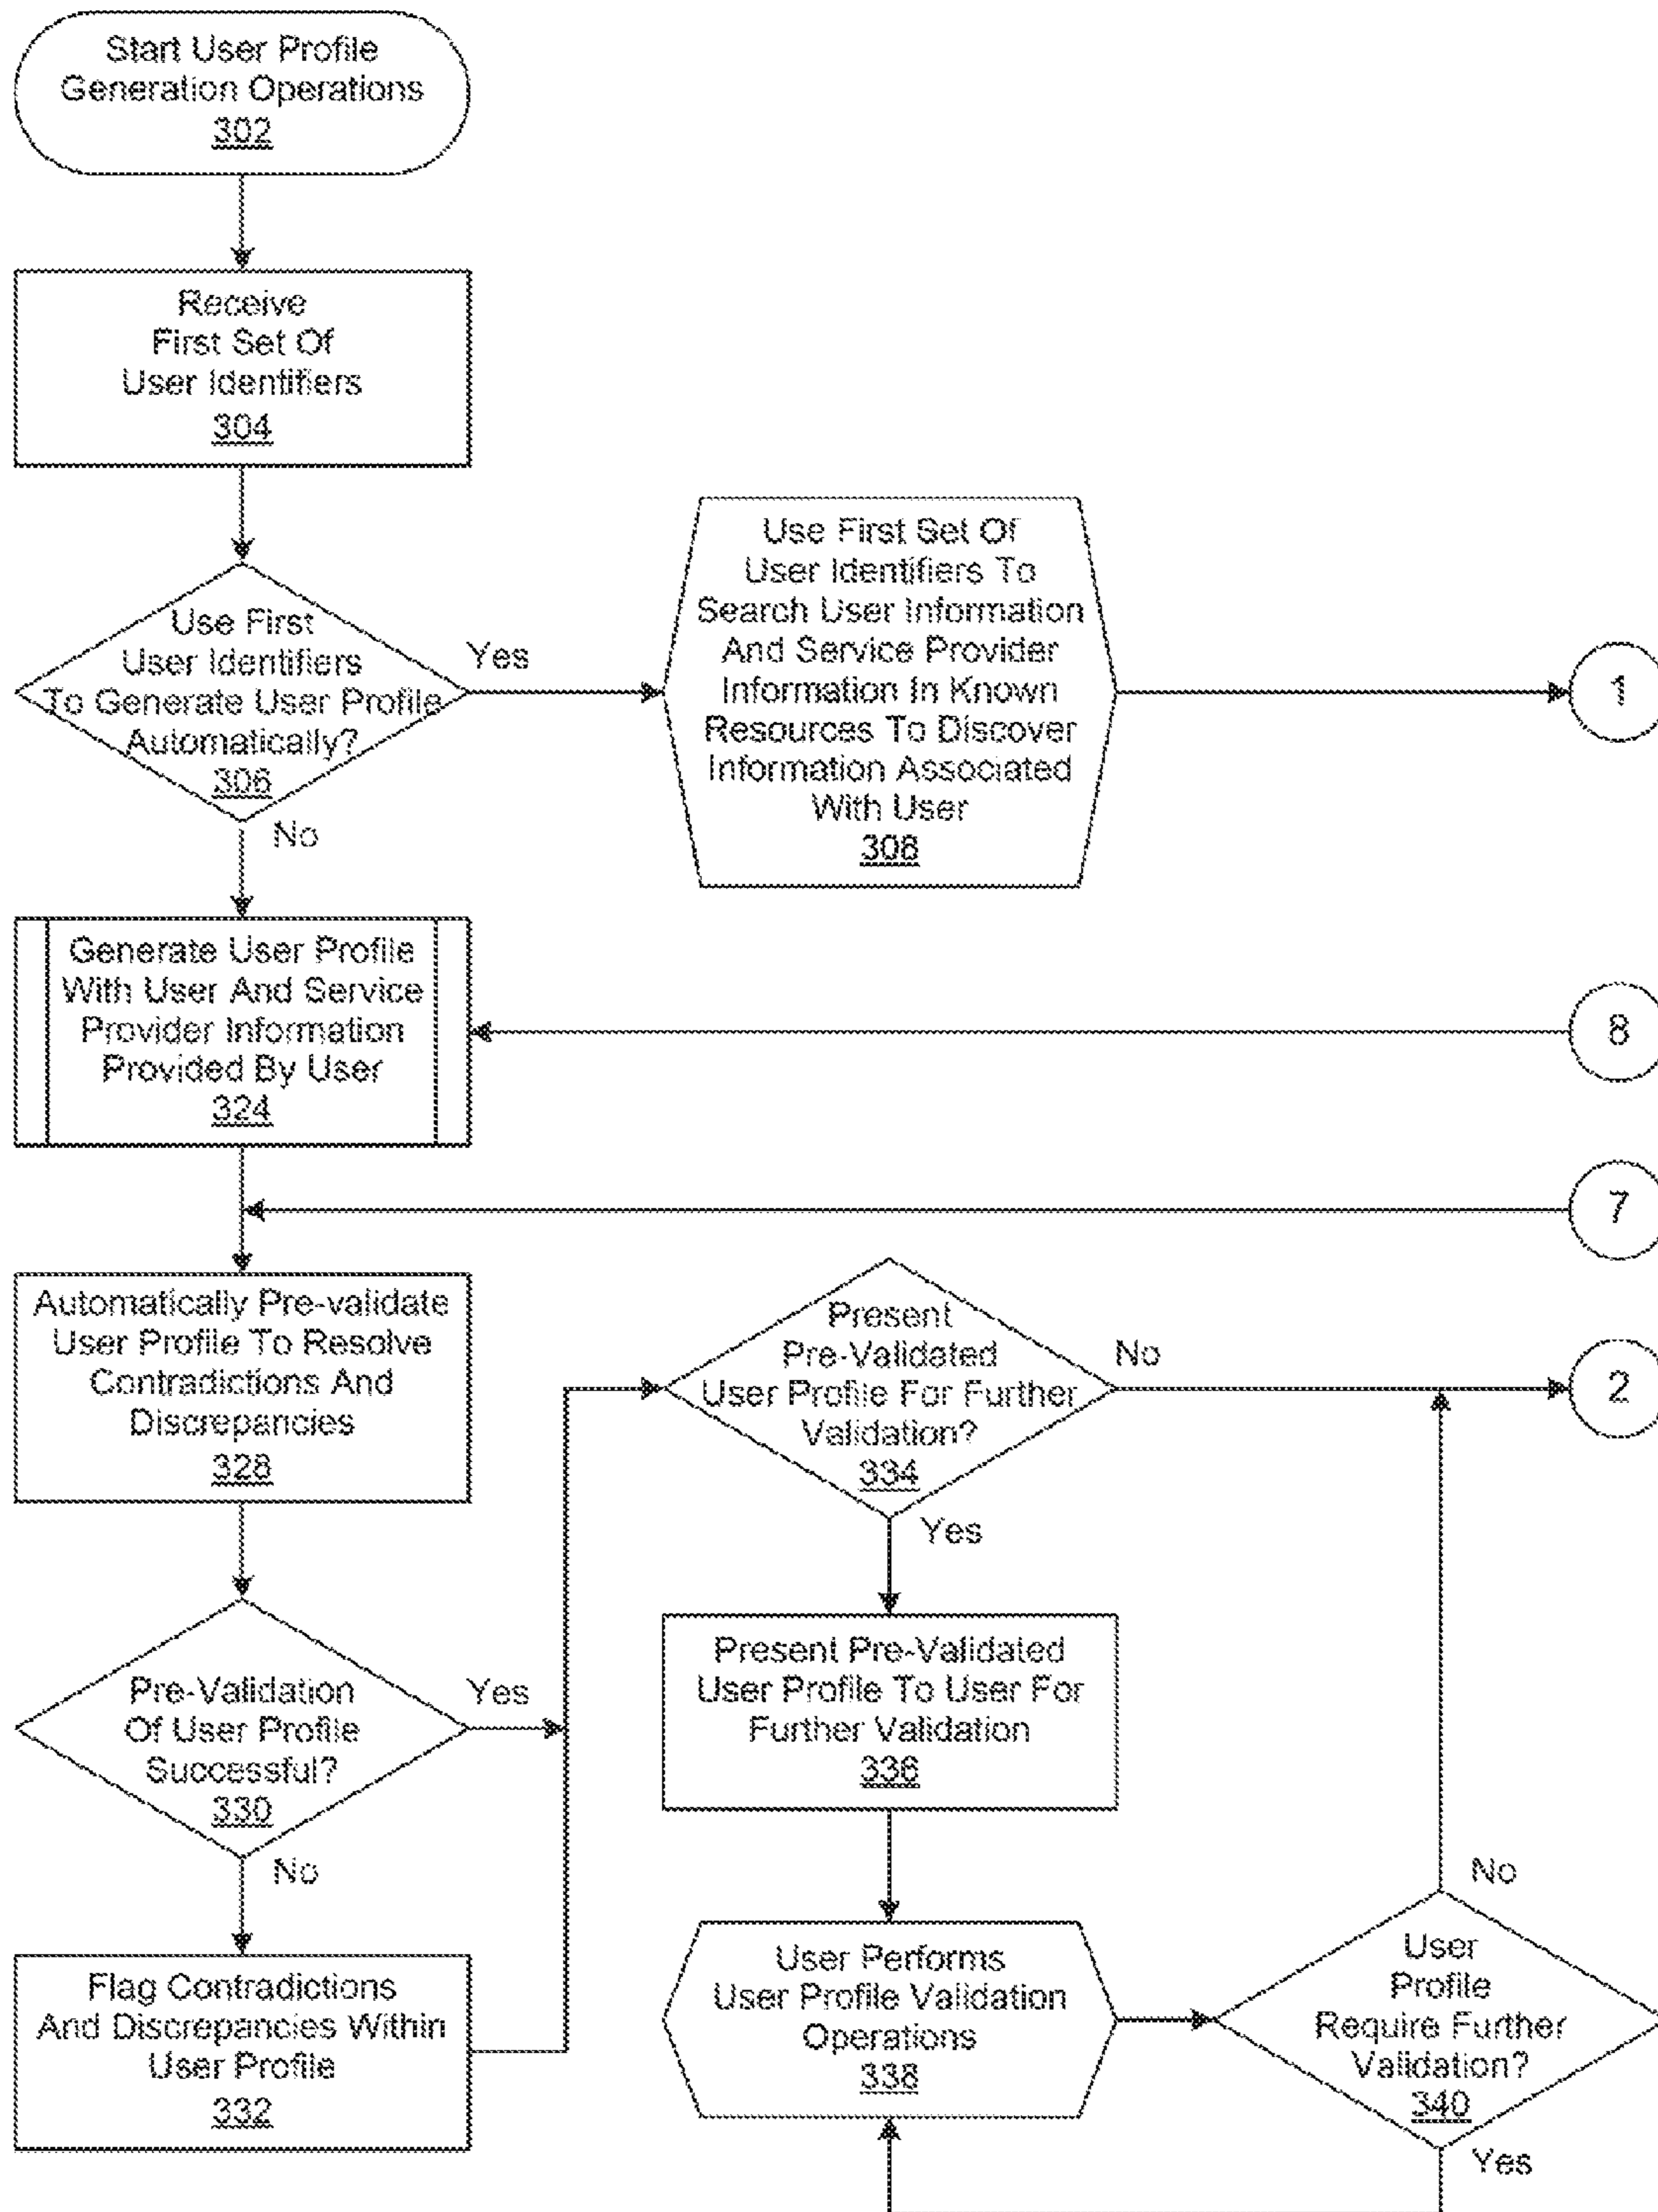 Start User Profile
Generation Operations
302
Receive
First Set Of
User Identifiers
304
Use First
User Identifiers
To Generate User Profile
Automatically?
306
Yes
No
Use First Set Of
User Identifiers To
Search User Information
And Service Provider
Information In Known
Resources To Discover
Information Associated
With User
308
1
Generate User Profile
With User And Service
Provider Information
Provided By User
324
8
7
Automatically Pre-validate
User Profile To Resolve
Contradictions And
Discrepancies
328
Present
Pre-Validated
User Profile For Further
Validation?
334
No
2
Yes
Pre-Validation
Of User Profile
Successful?
330
Yes
No
Present Pre-Validated
User Profile To User For
Further Validation
336
Flag Contradictions
And Discrepancies Within
User Profile
332
User Performs
User Profile Validation
Operations
338
No
User
Profile
Require Further
Validation?
340
Yes